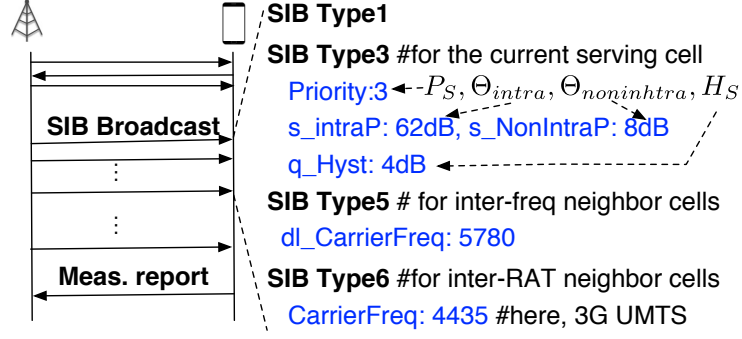 SIB Type1
SIB Type3 #for the current serving cell
Priority:3 P_S, Θ_intra, Θ_noninhtra, H_S
SIB Broadcast
s_intraP: 62dB, s_NonIntraP: 8dB
q_Hyst: 4dB
⋮
SIB Type5 # for inter-freq neighbor cells
dl_CarrierFreq: 5780
⋮
Meas. report
SIB Type6 #for inter-RAT neighbor cells
CarrierFreq: 4435 #here, 3G UMTS